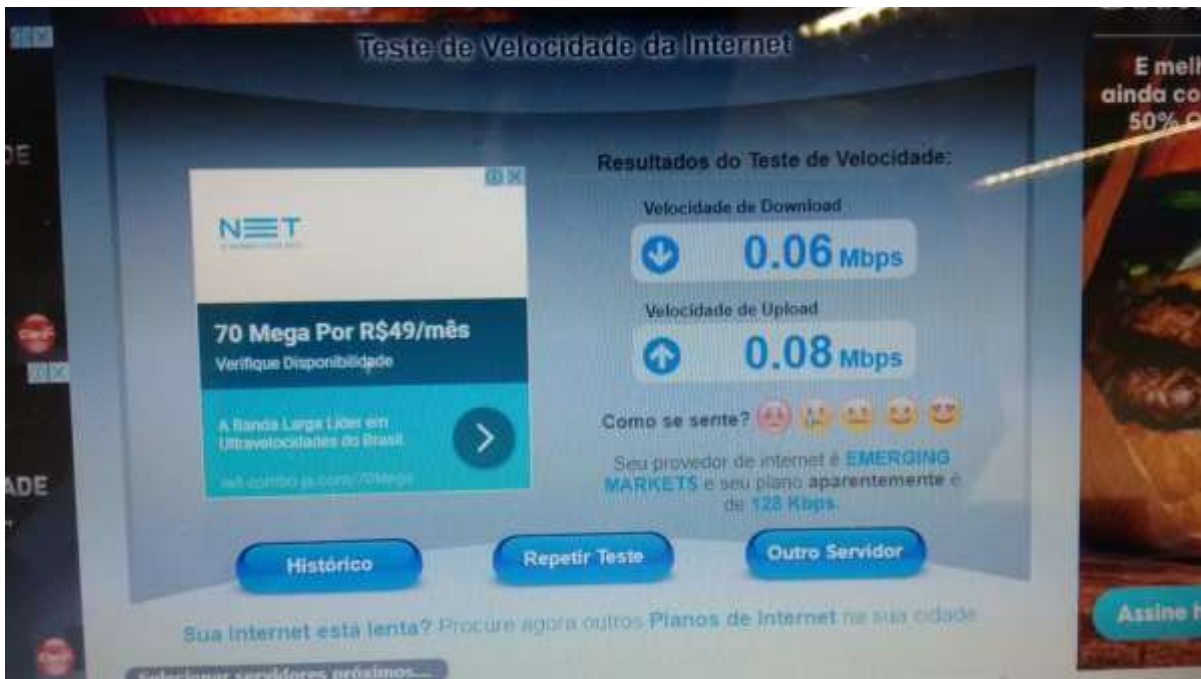 Teste de Velocidade da Internet
E melh
ainda co
50%
DE
Resultados do Teste de Velocidade:
NET
Velocidade de Download
0.06 Mbps
Velocidade de Upload
0.08 Mbps
70 Mega Por R$49/mês
Verifique Disponibilidade
Claro
A Banda Larga Líder em
Ultravelocidades do Brasil.
Como se sente?
Seu provedor de internet é EMERGING
MARKETS e seu plano aparentemente é
de 128 Kbps.
ADE
Histórico
Repetir Teste
Outro Servidor
Assine
Sua Internet está lenta? Procure agora outros Planos de Internet na sua cidade
Selecionar servidores próximos...